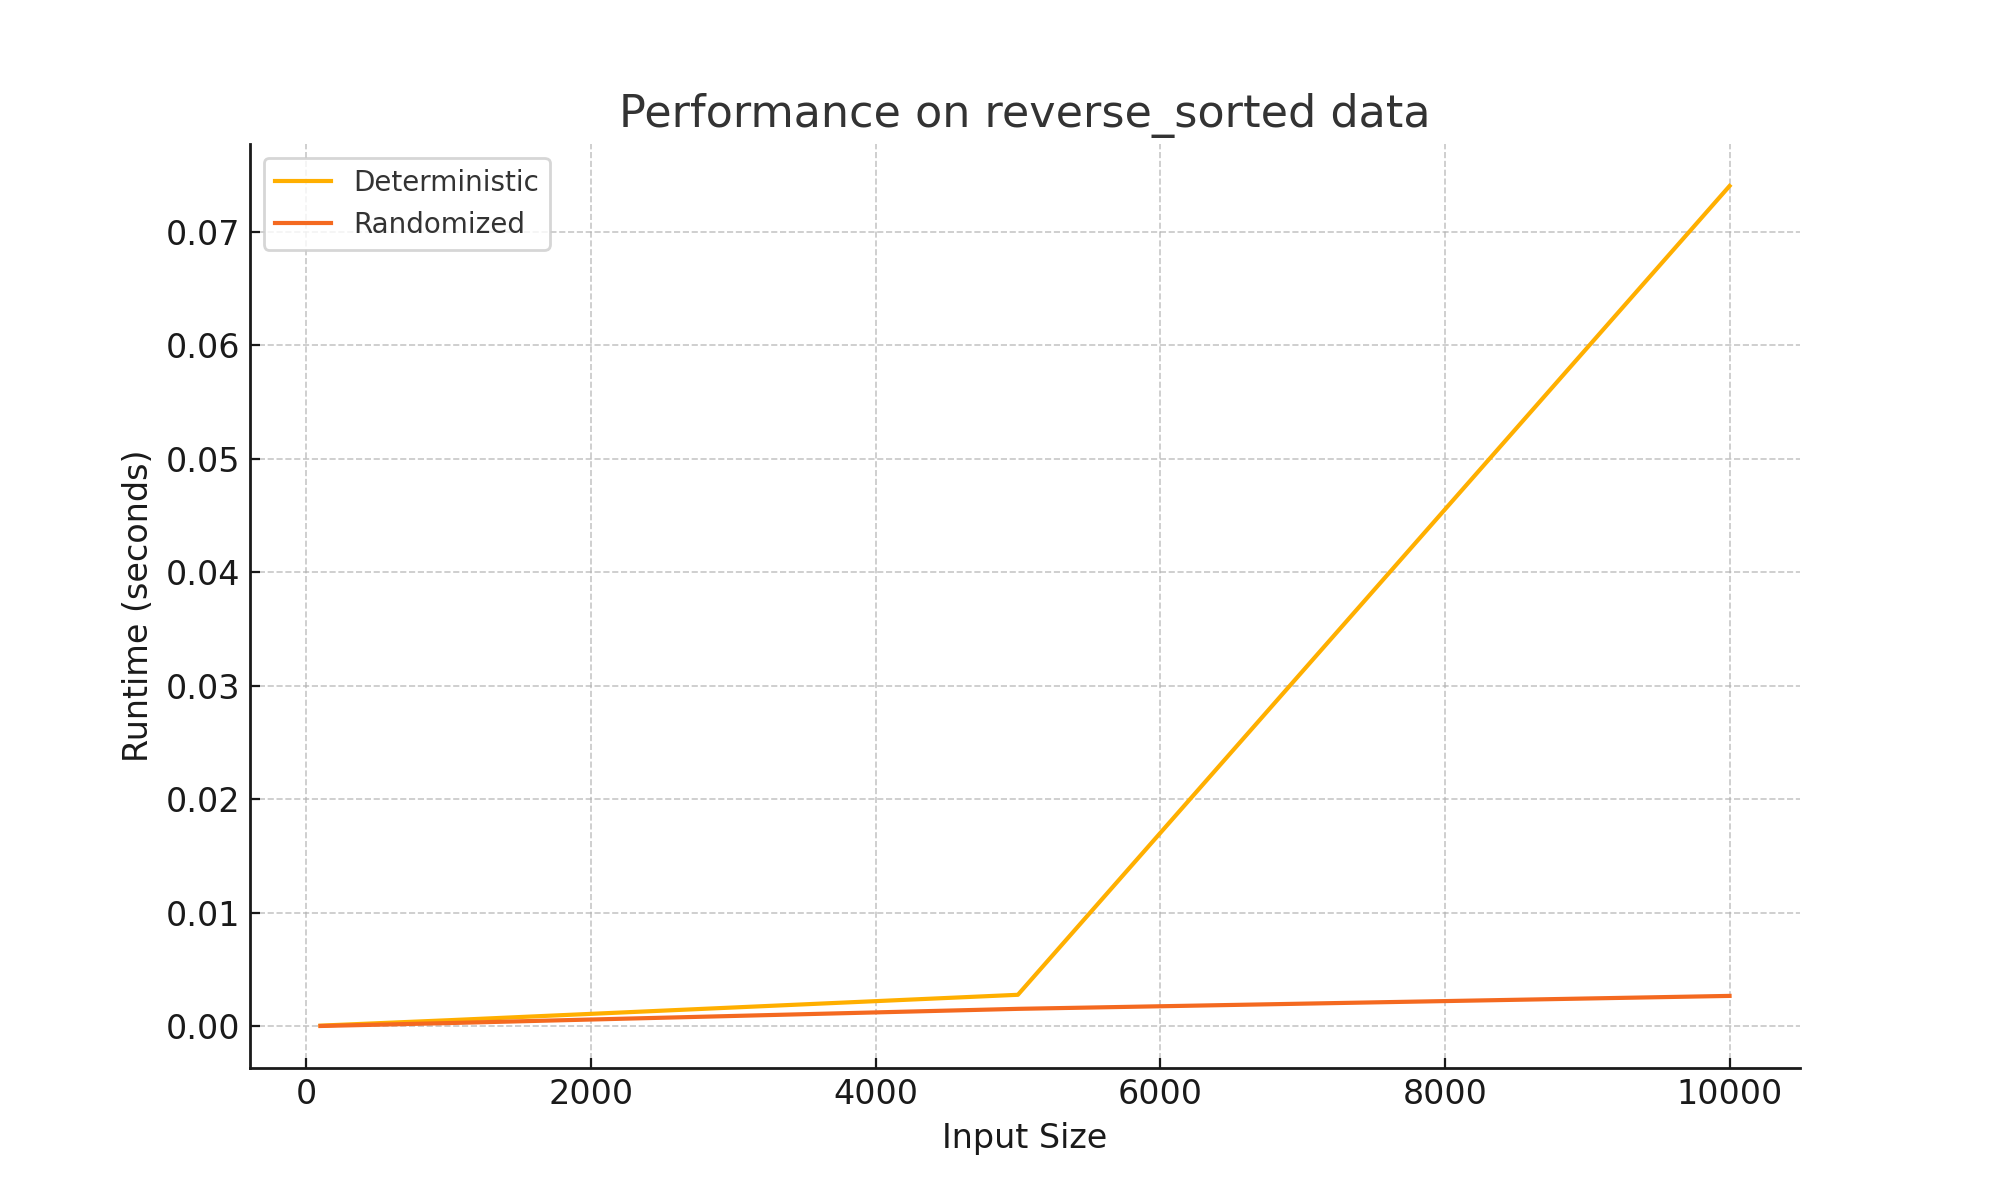 Performance on reverse_sorted data
Deterministic
Randomized
0.07
0.06
0.05
0.04
0.03
0.02
0.01
0.00
Runtime (seconds)
0 2000 4000 6000 8000 10000
Input Size